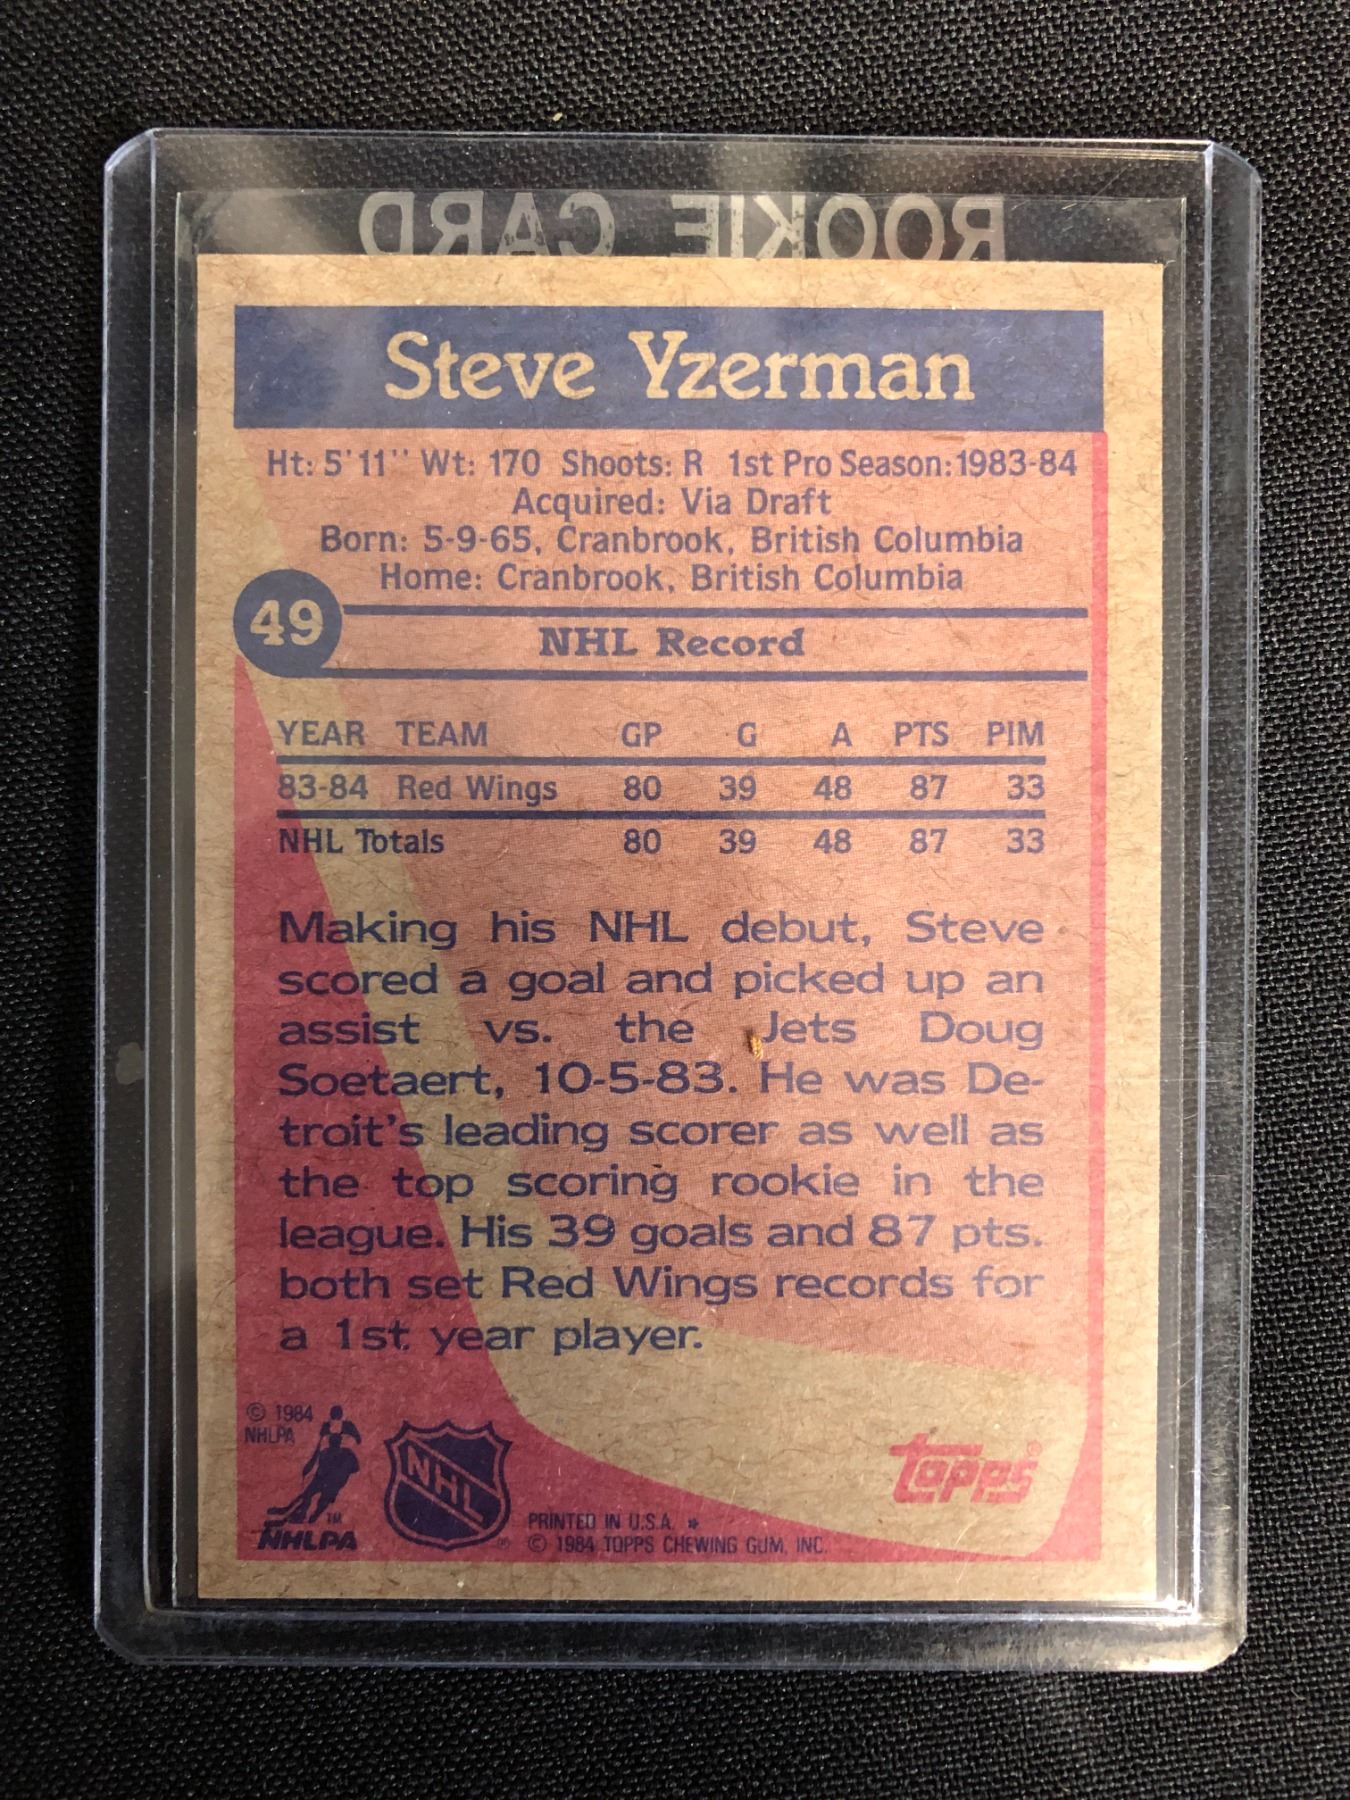 ROOKIE CARD
Steve Yzerman
Ht: 5'11'' Wt: 170 Shoots: R 1st Pro Season: 1983-84
Acquired: Via Draft
Born: 5-9-65, Cranbrook, British Columbia
Home: Cranbrook, British Columbia
49
NHL Record
YEAR TEAM GP G A PTS PIM
83-84 Red Wings 80 39 48 87 33
NHL Totals 80 39 48 87 33
Making his NHL debut, Steve
scored a goal and picked up an
assist vs. the Jets Doug
Soetaert, 10-5-83. He was De-
troit's leading scorer as well as
the top scoring rookie in the
league. His 39 goals and 87 pts.
both set Red Wings records for
a 1st year player.
© 1984
NHLPA
TM
NHLPA
NHL
®
PRINTED IN U.S.A. *
© 1984 TOPPS CHEWING GUM, INC.
topps®